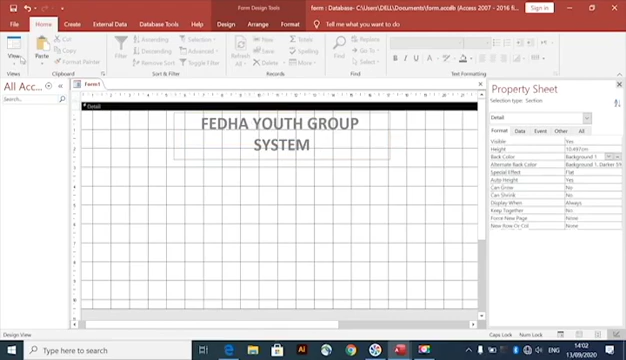 Form Design Tools
form : Database- C:\Users\DELL\Documents\form.accdb (Access 2007 - 2016 f
Sign in
File Home Create External Data Database Tools Help Design Arrange Format Tell me what you want to do
View
Paste
Cut
Copy
Format Painter
Filter
Ascending
Descending
Remove Sort
Selection
Advanced
Toggle Filter
Refresh All
New
Save
Delete
Totals
Spelling
More
Find
Replace
Go To
Select
Views
Clipboard
Sort & Filter
Records
Find
Text Formatting
All Acc...
Search...
Form1
Detail
FEDHA YOUTH GROUP
SYSTEM
Property Sheet
Selection type: Section
Detail
Format Data Event Other All
Visible Yes
Height 10.497cm
Back Color Background 1
Alternate Back Color Background 1, Darker 5%
Special Effect Flat
Auto Height Yes
Can Grow No
Can Shrink No
Display When Always
Keep Together No
Force New Page None
New Row Or Col None
Design View
Caps Lock Num Lock
Type here to search
ENG
14:02
13/09/2020